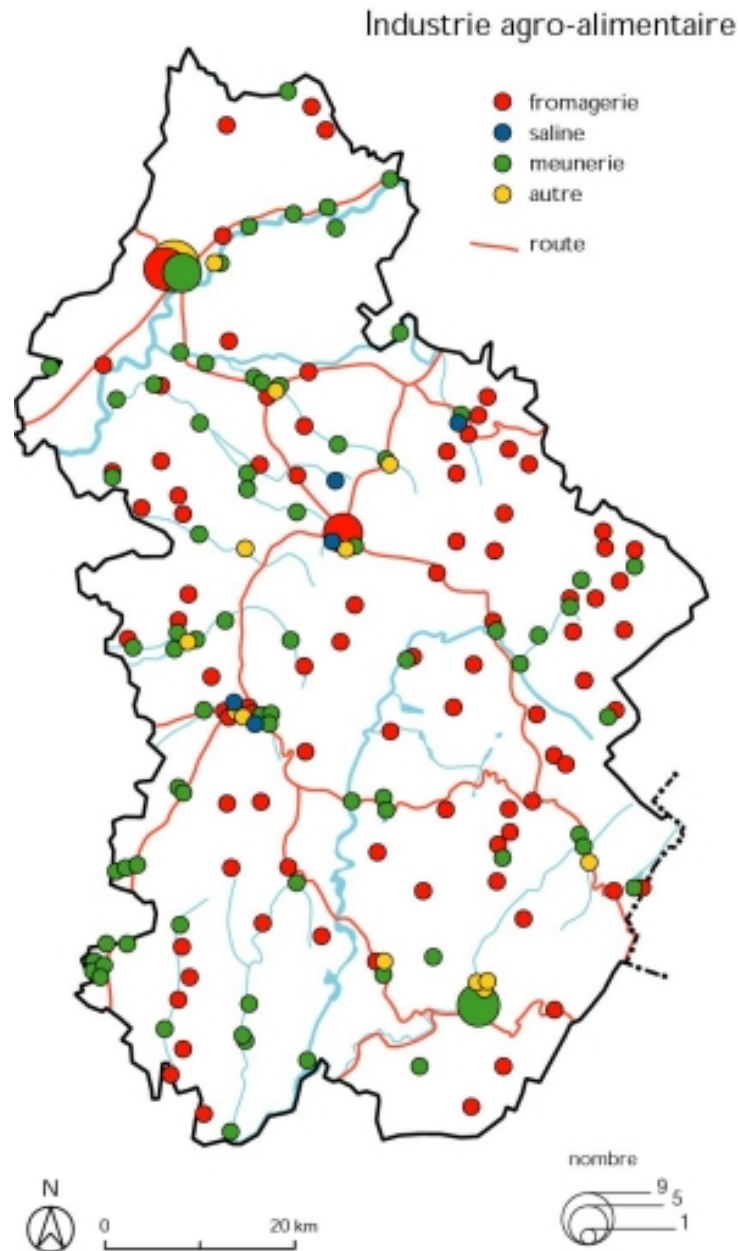 Industrie agro-alimentaire
fromagerie
saline
meunerie
autre
route
N
0 20 km
nombre
9
5
1